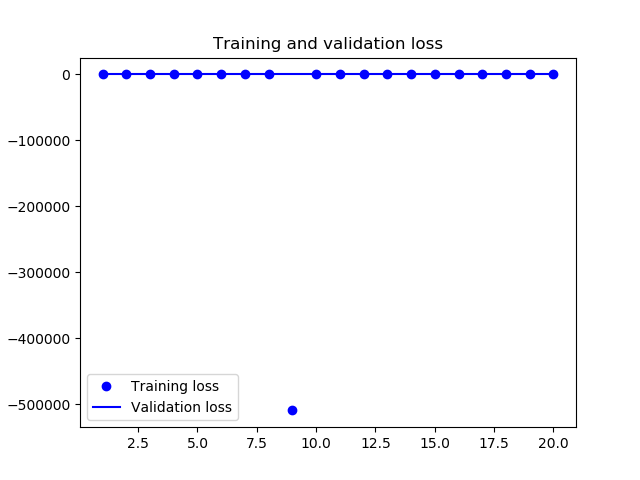 Training and validation loss
0
−100000
−200000
−300000
−400000
−500000
Training loss
Validation loss
2.5 5.0 7.5 10.0 12.5 15.0 17.5 20.0